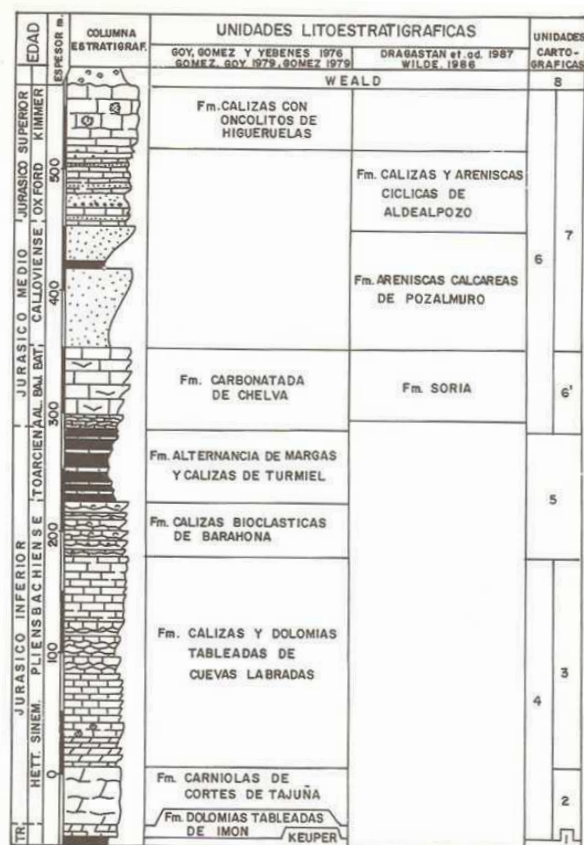 EDAD
ESPESOR m.
COLUMNA
ESTRATIGRAF.
UNIDADES LITOESTRATIGRAFICAS
GOY, GOMEZ Y YEBENES 1976
GOMEZ, GOY 1979, GOMEZ 1979
DRAGASTAN et. ad. 1987
WILDE. 1986
UNIDADES
CARTO-
GRAFICAS
WEALD
8
JURASICO SUPERIOR
KIMMER
OXFORD
JURASICO MEDIO
CALLOVIENSE
BAT.
BAJ.
AAL.
JURASICO INFERIOR
TOARCIENSE
PLIENSBACHIENSE
SINEM.
HETT.
TR.
500
400
300
200
100
0
Fm. CALIZAS CON
ONCOLITOS DE
HIGUERUELAS
Fm. CALIZAS Y ARENISCAS
CICLICAS DE
ALDEALPOZO
Fm. ARENISCAS CALCAREAS
DE POZALMURO
7
6
Fm. CARBONATADA
DE CHELVA
Fm. SORIA
6'
Fm. ALTERNANCIA DE MARGAS
Y CALIZAS DE TURMIEL
5
Fm. CALIZAS BIOCLASTICAS
DE BARAHONA
Fm. CALIZAS Y DOLOMIAS
TABLEADAS DE
CUEVAS LABRADAS
3
4
Fm. CARNIOLAS DE
CORTES DE TAJUÑA
2
Fm. DOLOMIAS TABLEADAS
DE IMON
KEUPER
1